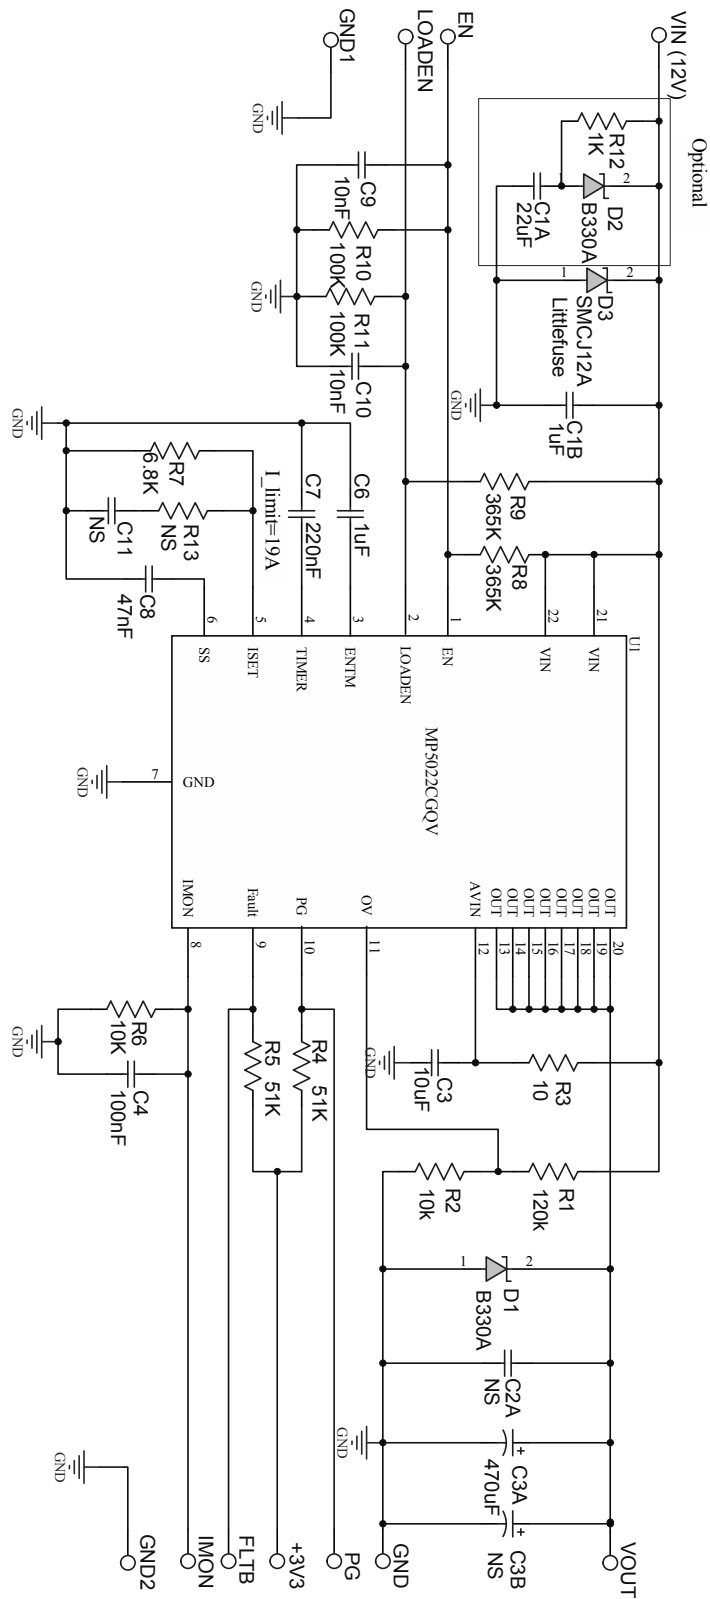 VIN (12V)
EN
LOADEN
GND1
GND
Optional
R12
1K
2
1
D2
B330A
C1A
22uF
2
1
D3
SMCJ12A
Littlefuse
C1B
1uF
GND
C9
10nF
R10
100K
R11
100K
C10
10nF
GND
R9
365K
R8
365K
C6
1uF
C7
220nF
I_limit=19A
R7
6.8K
R13
NS
C11
NS
C8
47nF
GND
U1
MP5022CGQV
21
VIN
22
VIN
1
EN
2
LOADEN
3
ENTM
4
TIMER
5
ISET
6
SS
7
GND
GND
OUT
20
OUT
19
OUT
18
OUT
17
OUT
16
OUT
15
OUT
14
OUT
13
AVIN
12
OV
11
PG
10
Fault
9
IMON
8
R3
10
C3
10uF
GND
R1
120k
R2
10k
R4
51K
R5
51K
R6
10K
C4
100nF
GND
2
1
D1
B330A
C2A
NS
+
C3A
470uF
+
C3B
NS
GND
VOUT
GND
PG
+3V3
FLTB
IMON
GND2
GND